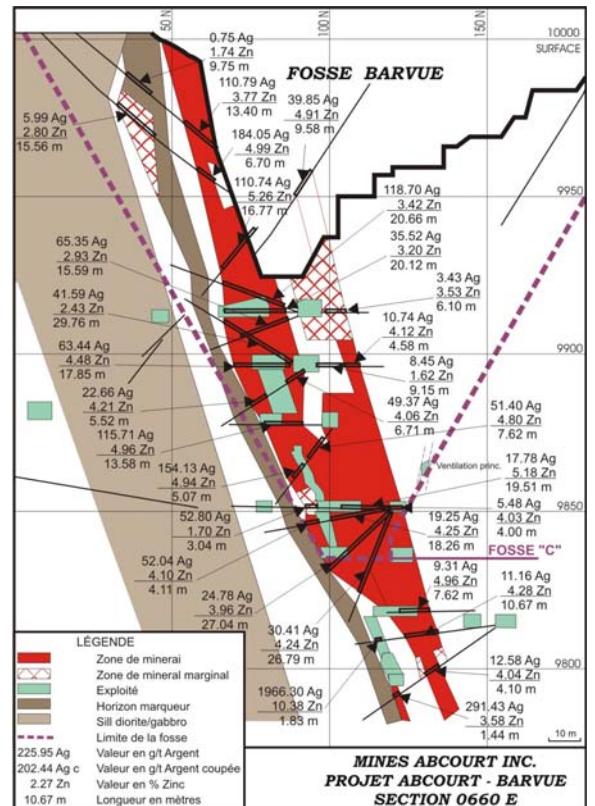 50 N
100 N
150 N
10000
SURFACE
0.75 Ag
1.74 Zn
9.75 m
FOSSE BARVUE
110.79 Ag
3.77 Zn
13.40 m
39.85 Ag
4.91 Zn
9.58 m
5.99 Ag
2.80 Zn
15.56 m
184.05 Ag
4.99 Zn
6.70 m
110.74 Ag
5.26 Zn
16.77 m
118.70 Ag
3.42 Zn
20.66 m
9950
65.35 Ag
2.93 Zn
15.59 m
35.52 Ag
3.20 Zn
20.12 m
3.43 Ag
3.53 Zn
6.10 m
41.59 Ag
2.43 Zn
29.76 m
10.74 Ag
4.12 Zn
4.58 m
9900
63.44 Ag
4.48 Zn
17.85 m
8.45 Ag
1.62 Zn
9.15 m
22.66 Ag
4.21 Zn
5.52 m
49.37 Ag
4.06 Zn
6.71 m
51.40 Ag
4.80 Zn
7.62 m
115.71 Ag
4.96 Zn
13.58 m
17.78 Ag
5.18 Zn
19.51 m
Ventilation princ.
154.13 Ag
4.94 Zn
5.07 m
5.48 Ag
4.03 Zn
4.00 m
9850
52.80 Ag
1.70 Zn
3.04 m
19.25 Ag
4.25 Zn
18.26 m
FOSSE "C"
52.04 Ag
4.10 Zn
4.11 m
9.31 Ag
4.96 Zn
7.62 m
11.16 Ag
4.28 Zn
10.67 m
24.78 Ag
3.96 Zn
27.04 m
30.41 Ag
4.24 Zn
26.79 m
12.58 Ag
4.04 Zn
4.10 m
9800
1966.30 Ag
10.38 Zn
1.83 m
291.43 Ag
3.58 Zn
1.44 m
10 m
LÉGENDE
Zone de minerai
Zone de mineral marginal
Exploité
Horizon marqueur
Sill diorite/gabbro
Limite de la fosse
225.95 Ag Valeur en g/t Argent
202.44 Ag c Valeur en g/t Argent coupée
2.27 Zn Valeur en % Zinc
10.67 m Longueur en mètres
MINES ABCOURT INC.
PROJET ABCOURT - BARVUE
SECTION 0660 E